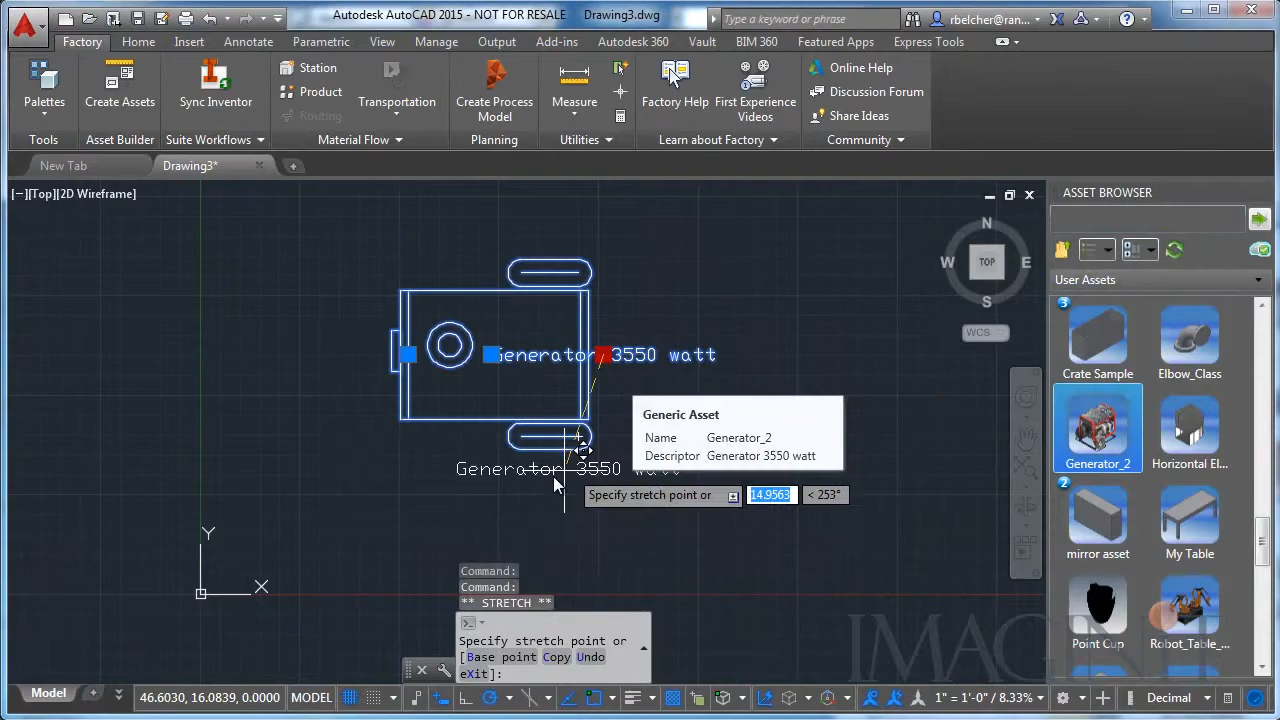 Autodesk AutoCAD 2015 - NOT FOR RESALE Drawing3.dwg
Type a keyword or phrase
rbelcher@ran...
Factory Home Insert Annotate Parametric View Manage Output Add-ins Autodesk 360 Vault BIM 360 Featured Apps Express Tools
Palettes
Tools
Create Assets
Asset Builder
Sync Inventor
Suite Workflows
Station
Product
Routing
Transportation
Material Flow
Create Process
Model
Planning
Measure
Utilities
Factory Help
First Experience
Videos
Learn about Factory
Online Help
Discussion Forum
Share Ideas
Community
New Tab
Drawing3*
[−][Top][2D Wireframe]
N
W TOP E
S
WCS
Generator 3550 watt
Generator 3550 watt
Generic Asset
Name Generator_2
Descriptor Generator 3550 watt
Specify stretch point or 14.9563 < 253°
Y
X
Command:
Command:
** STRETCH **
Specify stretch point or
[Base point Copy Undo
eXit]:
ASSET BROWSER
User Assets
3
Crate Sample
Elbow_Class
Generator_2
Horizontal El...
2
mirror asset
My Table
Point Cup
Robot_Table_...
IMAGINiT
Model
46.6030, 16.0839, 0.0000 MODEL
1" = 1'-0" / 8.33%
Decimal